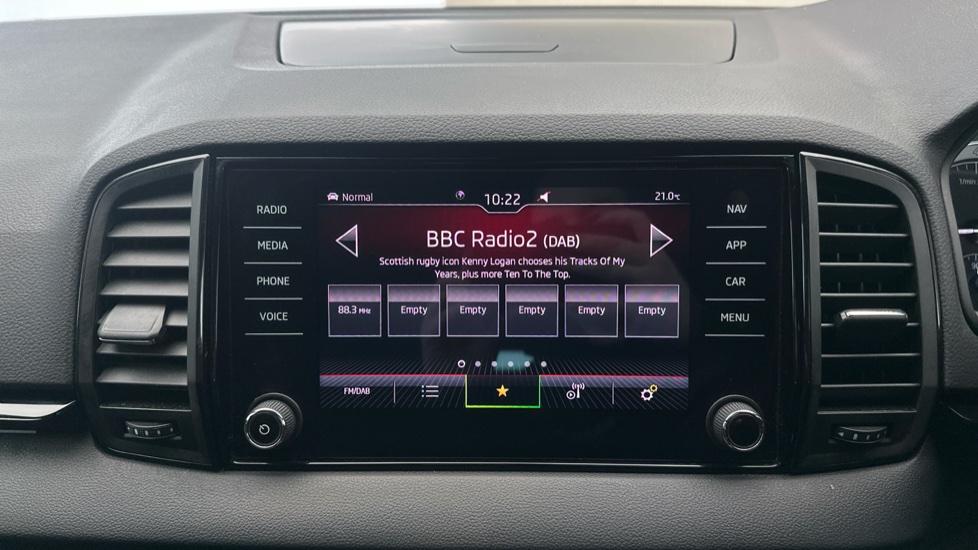 Normal 10:22 21.0°C
RADIO
MEDIA
PHONE
VOICE
BBC Radio2 (DAB)
Scottish rugby icon Kenny Logan chooses his Tracks Of My
Years, plus more Ten To The Top.
88.3 MHz Empty Empty Empty Empty Empty
FM/DAB
NAV
APP
CAR
MENU
1/min